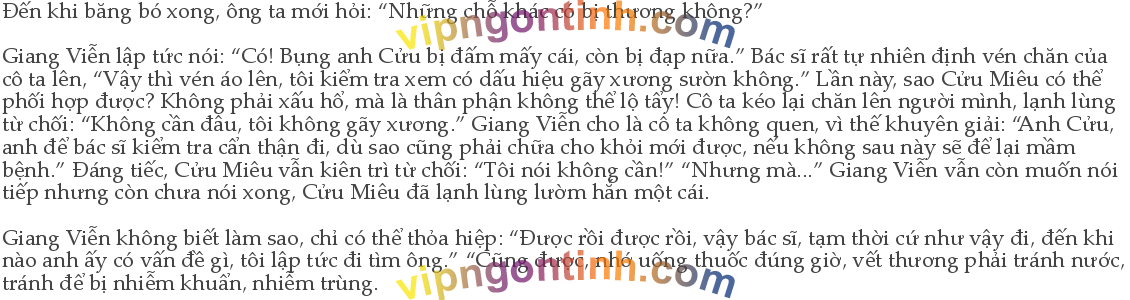 Đến khi băng bó xong, ông ta mới hỏi: “Những chỗ khác có bị thương không?”
vipngontinh.com
Giang Viễn lập tức nói: “Có! Bụng anh Cửu bị đấm mấy cái, còn bị đạp nữa.” Bác sĩ rất tự nhiên định vén chăn của
cô ta lên, “Vậy thì vén áo lên, tôi kiểm tra xem có dấu hiệu gãy xương sườn không.” Lần này, sao Cửu Miêu có thể
phối hợp được? Không phải xấu hổ, mà là thân phận không thể lộ tẩy! Cô ta kéo lại chăn lên người mình, lạnh lùng
từ chối: “Không cần đâu, tôi không gãy xương.” Giang Viễn cho là cô ta không quen, vì thế khuyên giải: “Anh Cửu,
anh để bác sĩ kiểm tra cẩn thận đi, dù sao cũng phải chữa cho khỏi mới được, nếu không sau này sẽ để lại mầm
bệnh.” Đáng tiếc, Cửu Miêu vẫn kiên trì từ chối: “Tôi nói không cần!” “Nhưng mà...” Giang Viễn vẫn còn muốn nói
tiếp nhưng còn chưa nói xong, Cửu Miêu đã lạnh lùng lườm hắn một cái.
Giang Viễn không biết làm sao, chỉ có thể thỏa hiệp: “Được rồi được rồi, vậy bác sĩ, tạm thời cứ như vậy đi, đến khi
nào anh ấy có vấn đề gì, tôi lập tức đi tìm ông.” “Cũng được, nhớ uống thuốc đúng giờ, vết thương phải tránh nước,
tránh để bị nhiễm khuẩn, nhiễm trùng.
vipngontinh.com